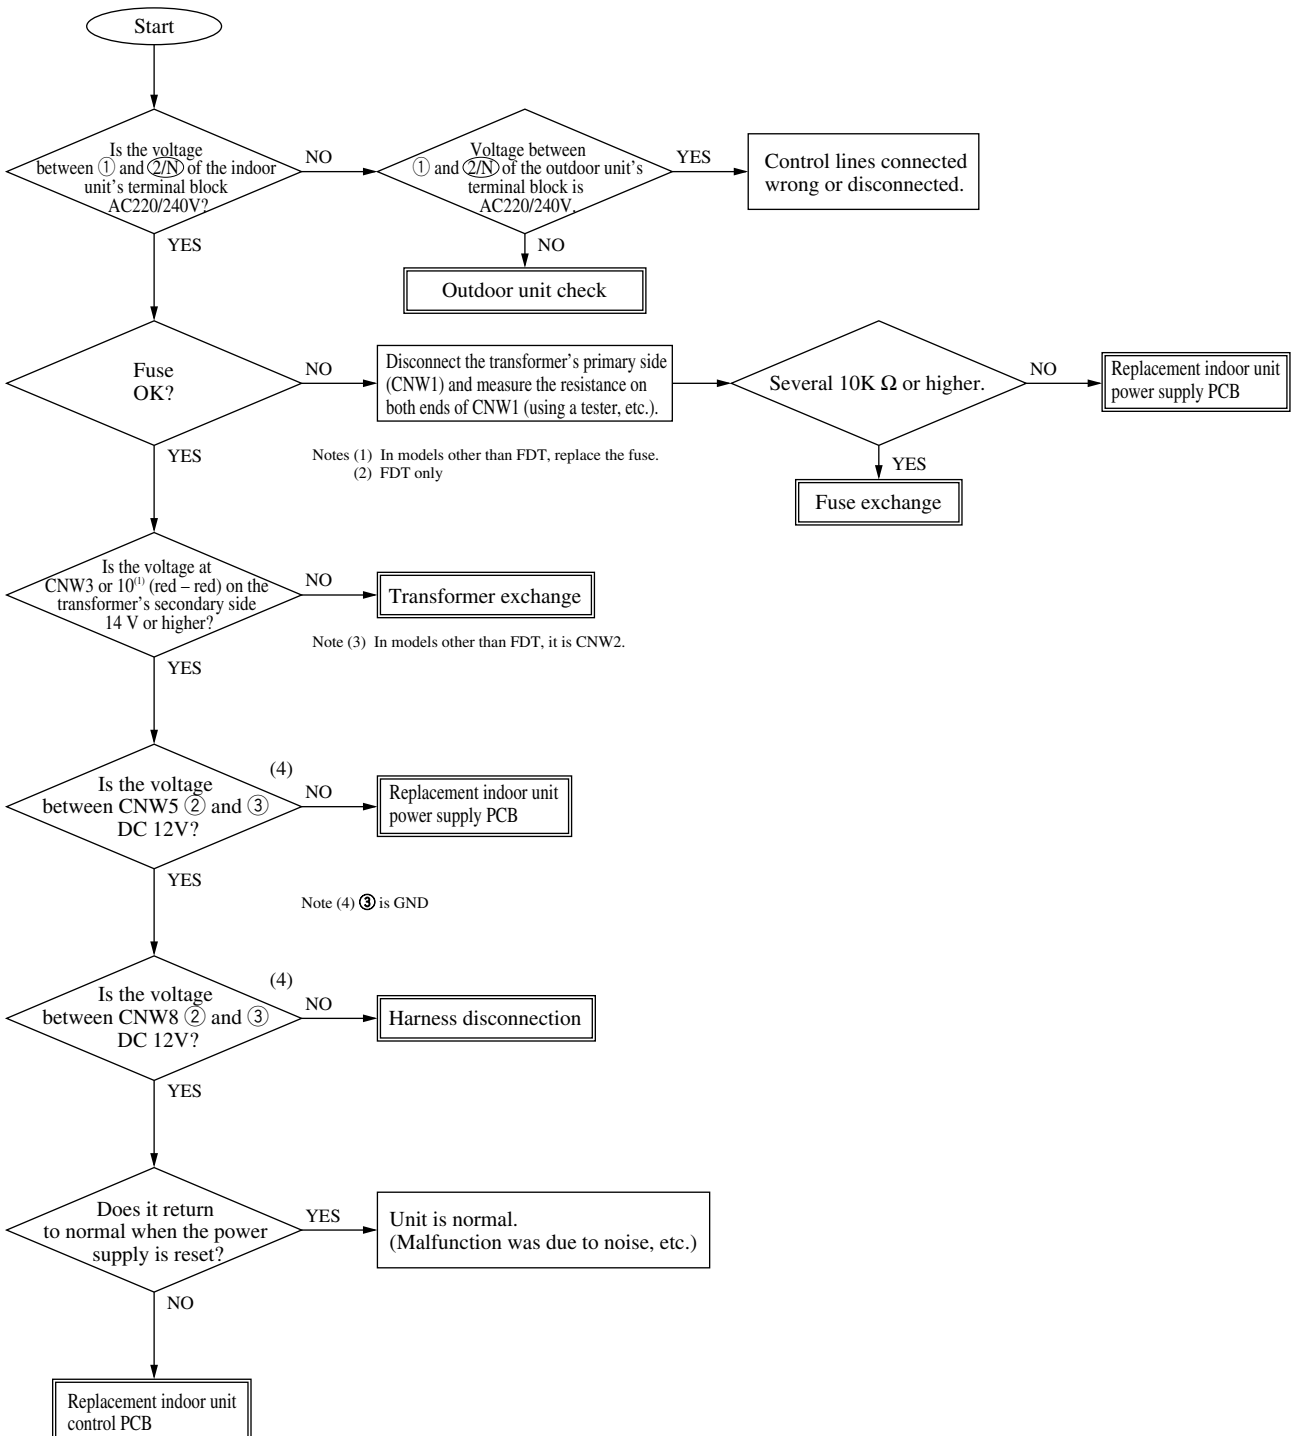 Start
Is the voltage
between ① and 2/N of the indoor
unit's terminal block
AC220/240V?
NO
Voltage between
① and 2/N of the outdoor unit's
terminal block is
AC220/240V.
YES
Control lines connected
wrong or disconnected.
YES
NO
Outdoor unit check
Fuse
OK?
NO
Disconnect the transformer's primary side
(CNW1) and measure the resistance on
both ends of CNW1 (using a tester, etc.).
Several 10K Ω or higher.
NO
Replacement indoor unit
power supply PCB
YES
Notes (1) In models other than FDT, replace the fuse.
(2) FDT only
YES
Fuse exchange
Is the voltage at
CNW3 or 10(1) (red – red) on the
transformer's secondary side
14 V or higher?
NO
Transformer exchange
Note (3) In models other than FDT, it is CNW2.
YES
Is the voltage
between CNW5 ② and ③
DC 12V?
(4)
NO
Replacement indoor unit
power supply PCB
YES
Note (4) ③ is GND
Is the voltage
between CNW8 ② and ③
DC 12V?
(4)
NO
Harness disconnection
YES
Does it return
to normal when the power
supply is reset?
YES
Unit is normal.
(Malfunction was due to noise, etc.)
NO
Replacement indoor unit
control PCB